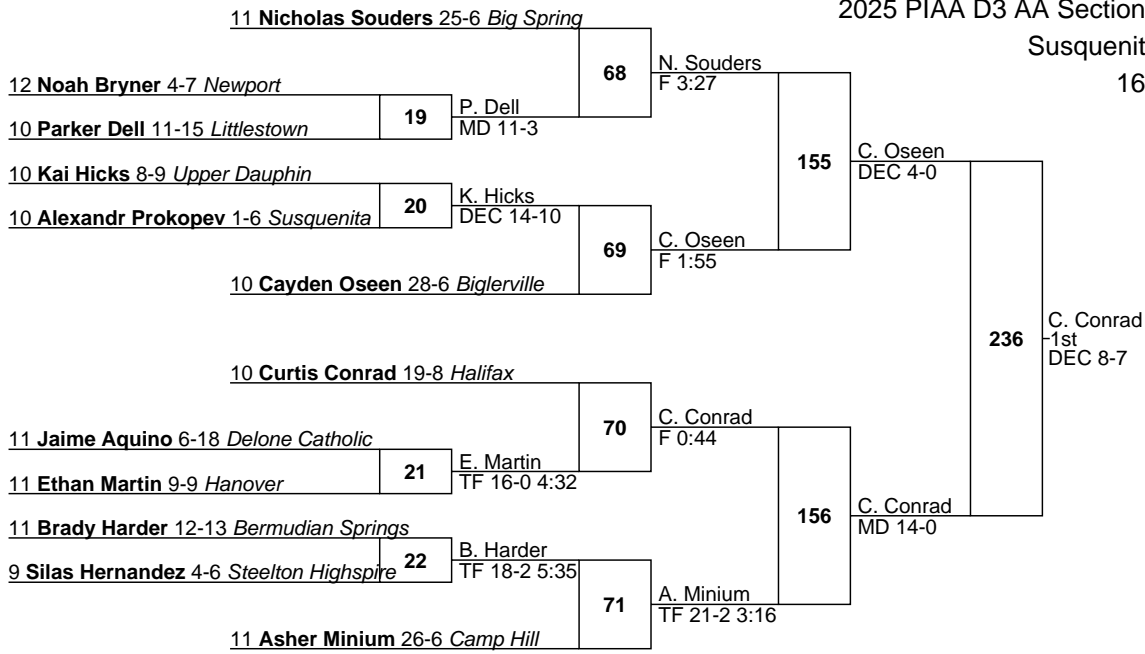 2025 PIAA D3 AA Section
Susquenit
16
11 Nicholas Souders 25-6 Big Spring
68
N. Souders
F 3:27
12 Noah Bryner 4-7 Newport
19
P. Dell
MD 11-3
10 Parker Dell 11-15 Littlestown
155
C. Oseen
DEC 4-0
10 Kai Hicks 8-9 Upper Dauphin
20
K. Hicks
DEC 14-10
10 Alexandr Prokopev 1-6 Susquenita
69
C. Oseen
F 1:55
10 Cayden Oseen 28-6 Biglerville
236
C. Conrad
1st
DEC 8-7
10 Curtis Conrad 19-8 Halifax
70
C. Conrad
F 0:44
11 Jaime Aquino 6-18 Delone Catholic
21
E. Martin
TF 16-0 4:32
11 Ethan Martin 9-9 Hanover
156
C. Conrad
MD 14-0
11 Brady Harder 12-13 Bermudian Springs
22
B. Harder
TF 18-2 5:35
9 Silas Hernandez 4-6 Steelton Highspire
71
A. Minium
TF 21-2 3:16
11 Asher Minium 26-6 Camp Hill